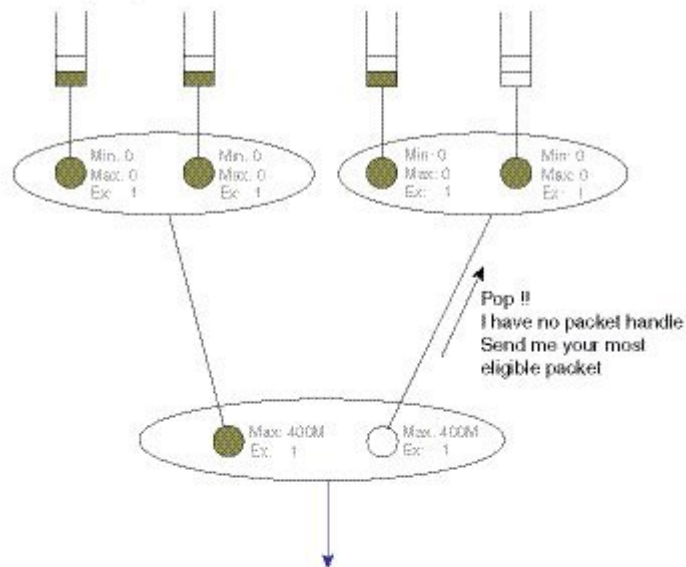 Min. 0
Max: 0
Ex: 1
Min. 0
Max: 0
Ex: 1
Min: 0
Max: 0
Ex: 1
Min: 0
Max: 0
Ex: 1
Pop !!
I have no packet handle
Send me your most
eligible packet
Max: 400M
Ex: 1
Max. 400M
Ex: 1